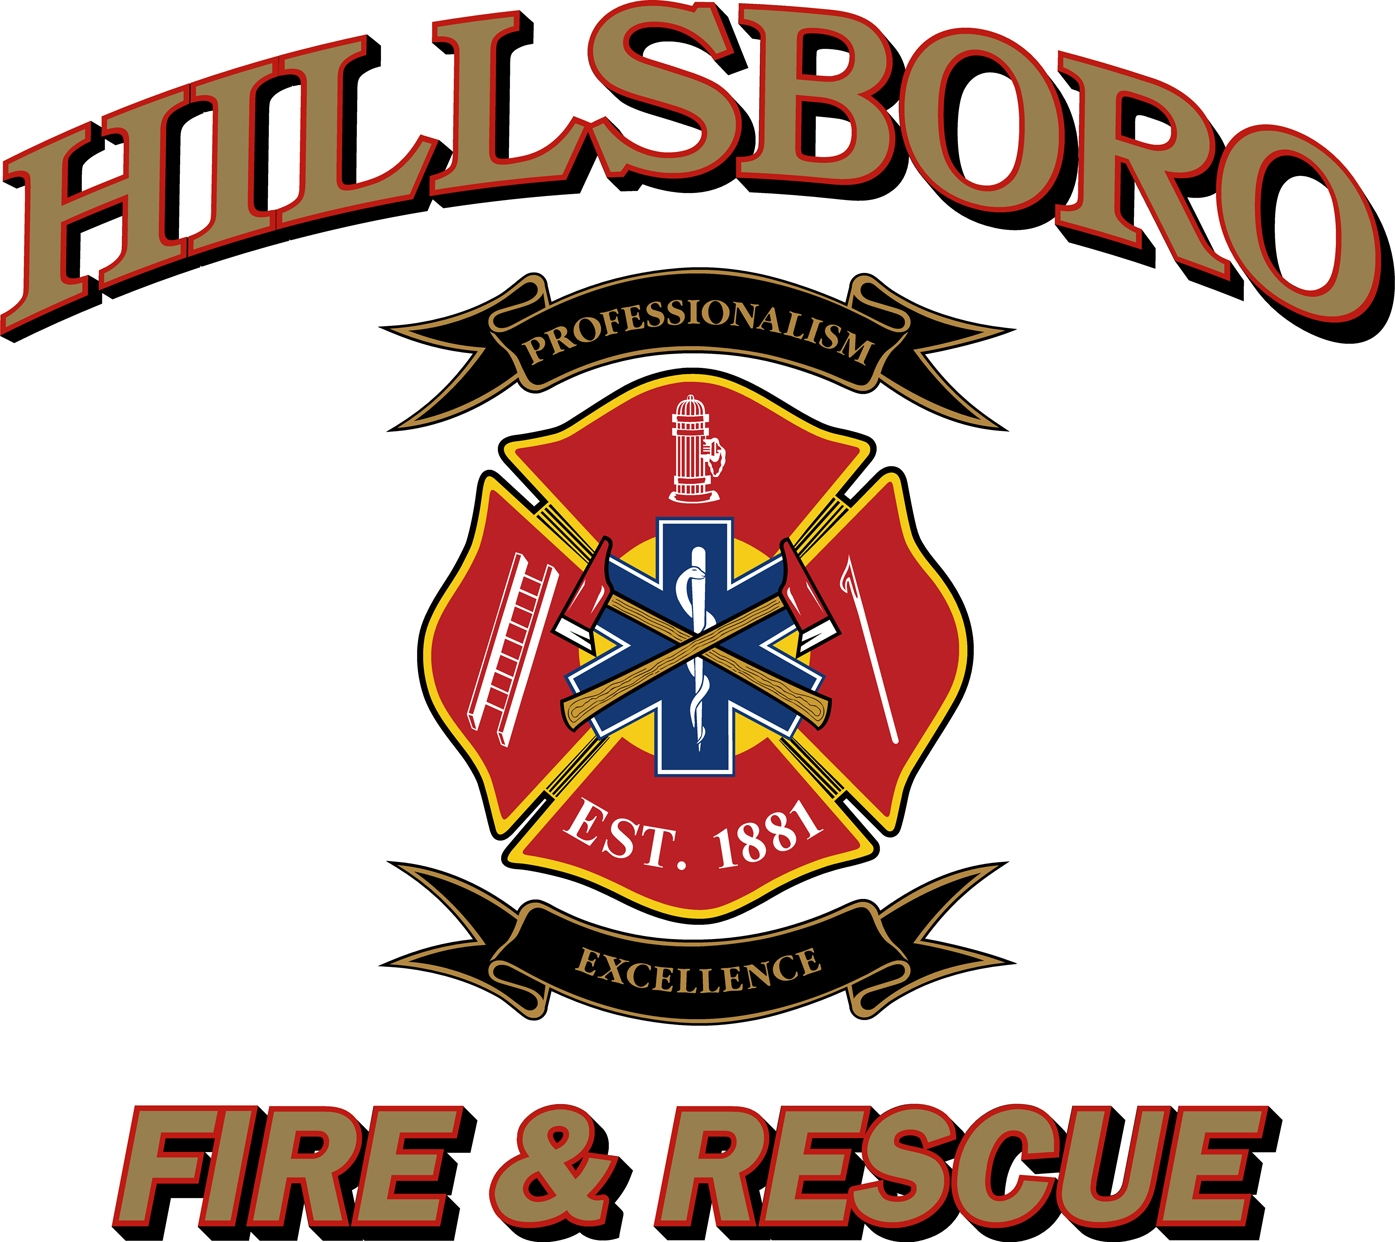 HILLSBORO
PROFESSIONALISM
EST. 1881
EXCELLENCE
FIRE & RESCUE